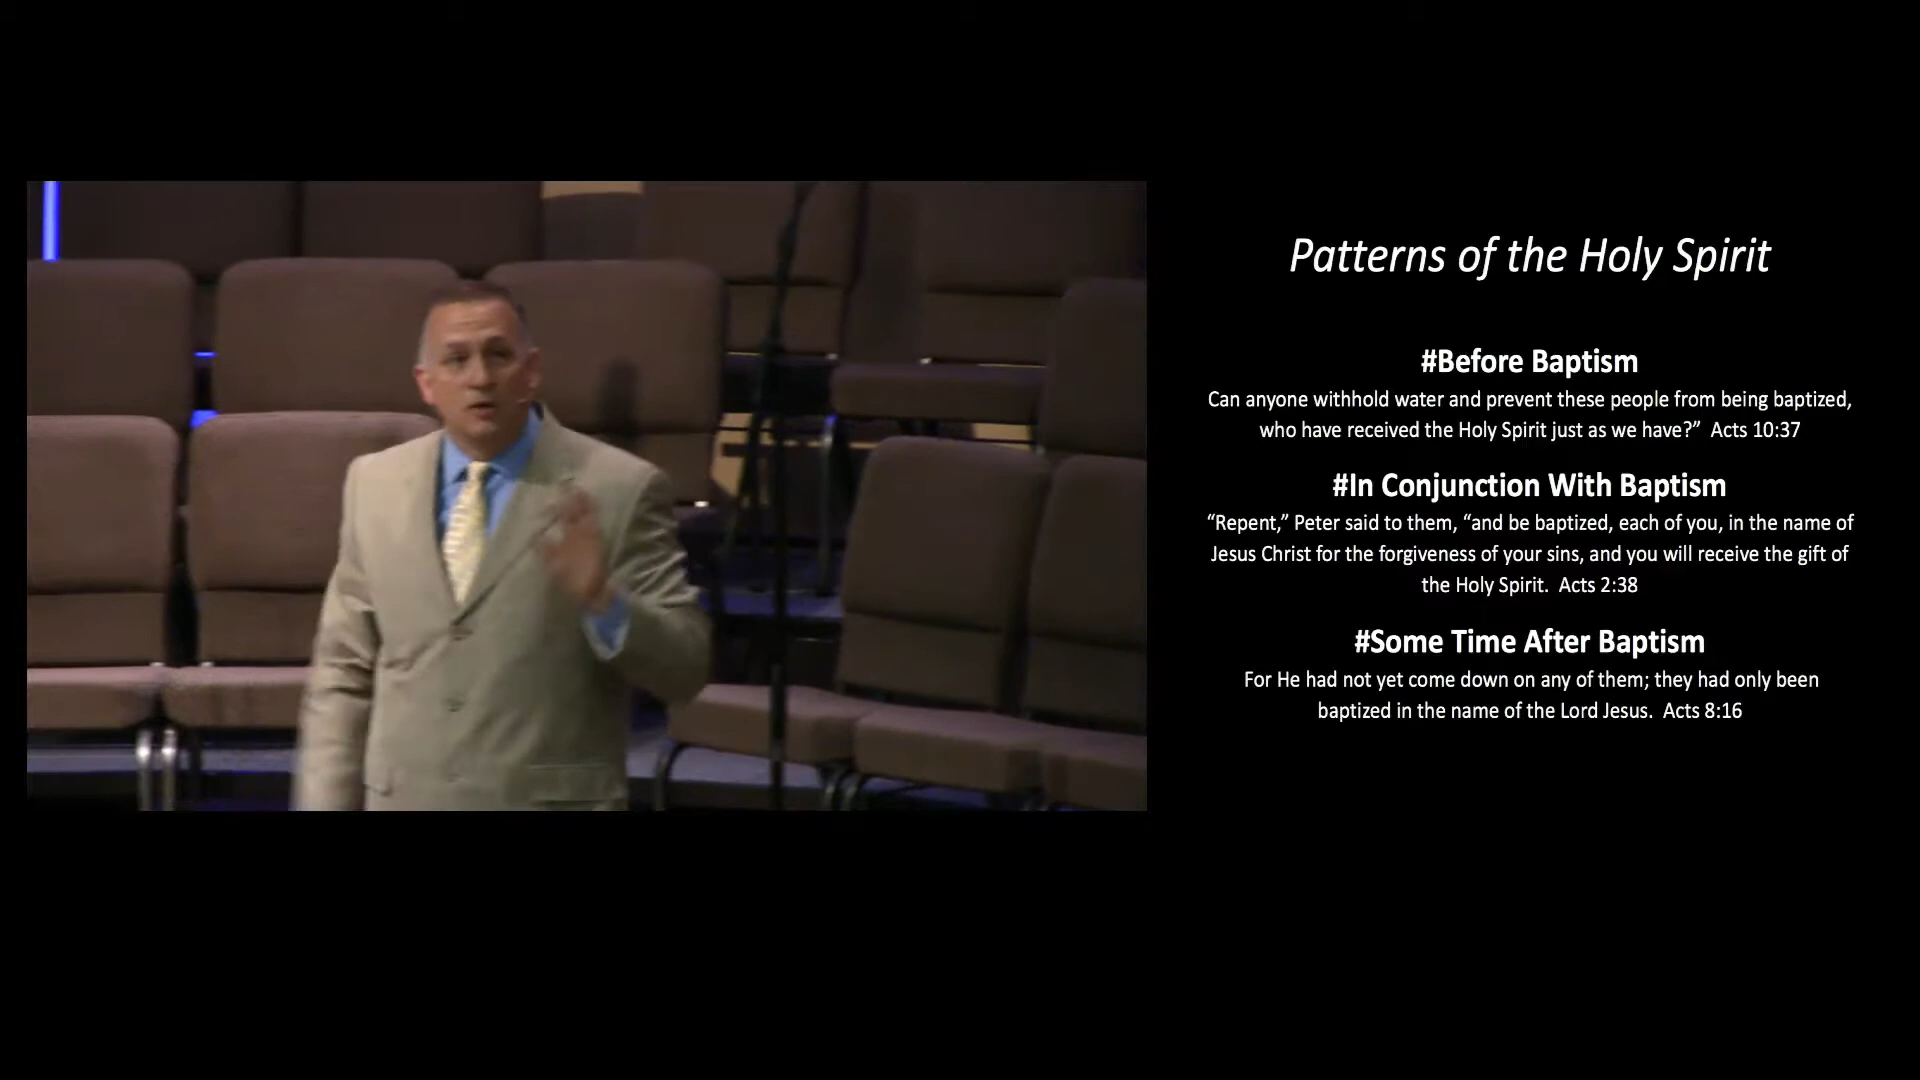 Patterns of the Holy Spirit
#Before Baptism
Can anyone withhold water and prevent these people from being baptized,
who have received the Holy Spirit just as we have?” Acts 10:37
#In Conjunction With Baptism
“Repent,” Peter said to them, “and be baptized, each of you, in the name of
Jesus Christ for the forgiveness of your sins, and you will receive the gift of
the Holy Spirit. Acts 2:38
#Some Time After Baptism
For He had not yet come down on any of them; they had only been
baptized in the name of the Lord Jesus. Acts 8:16